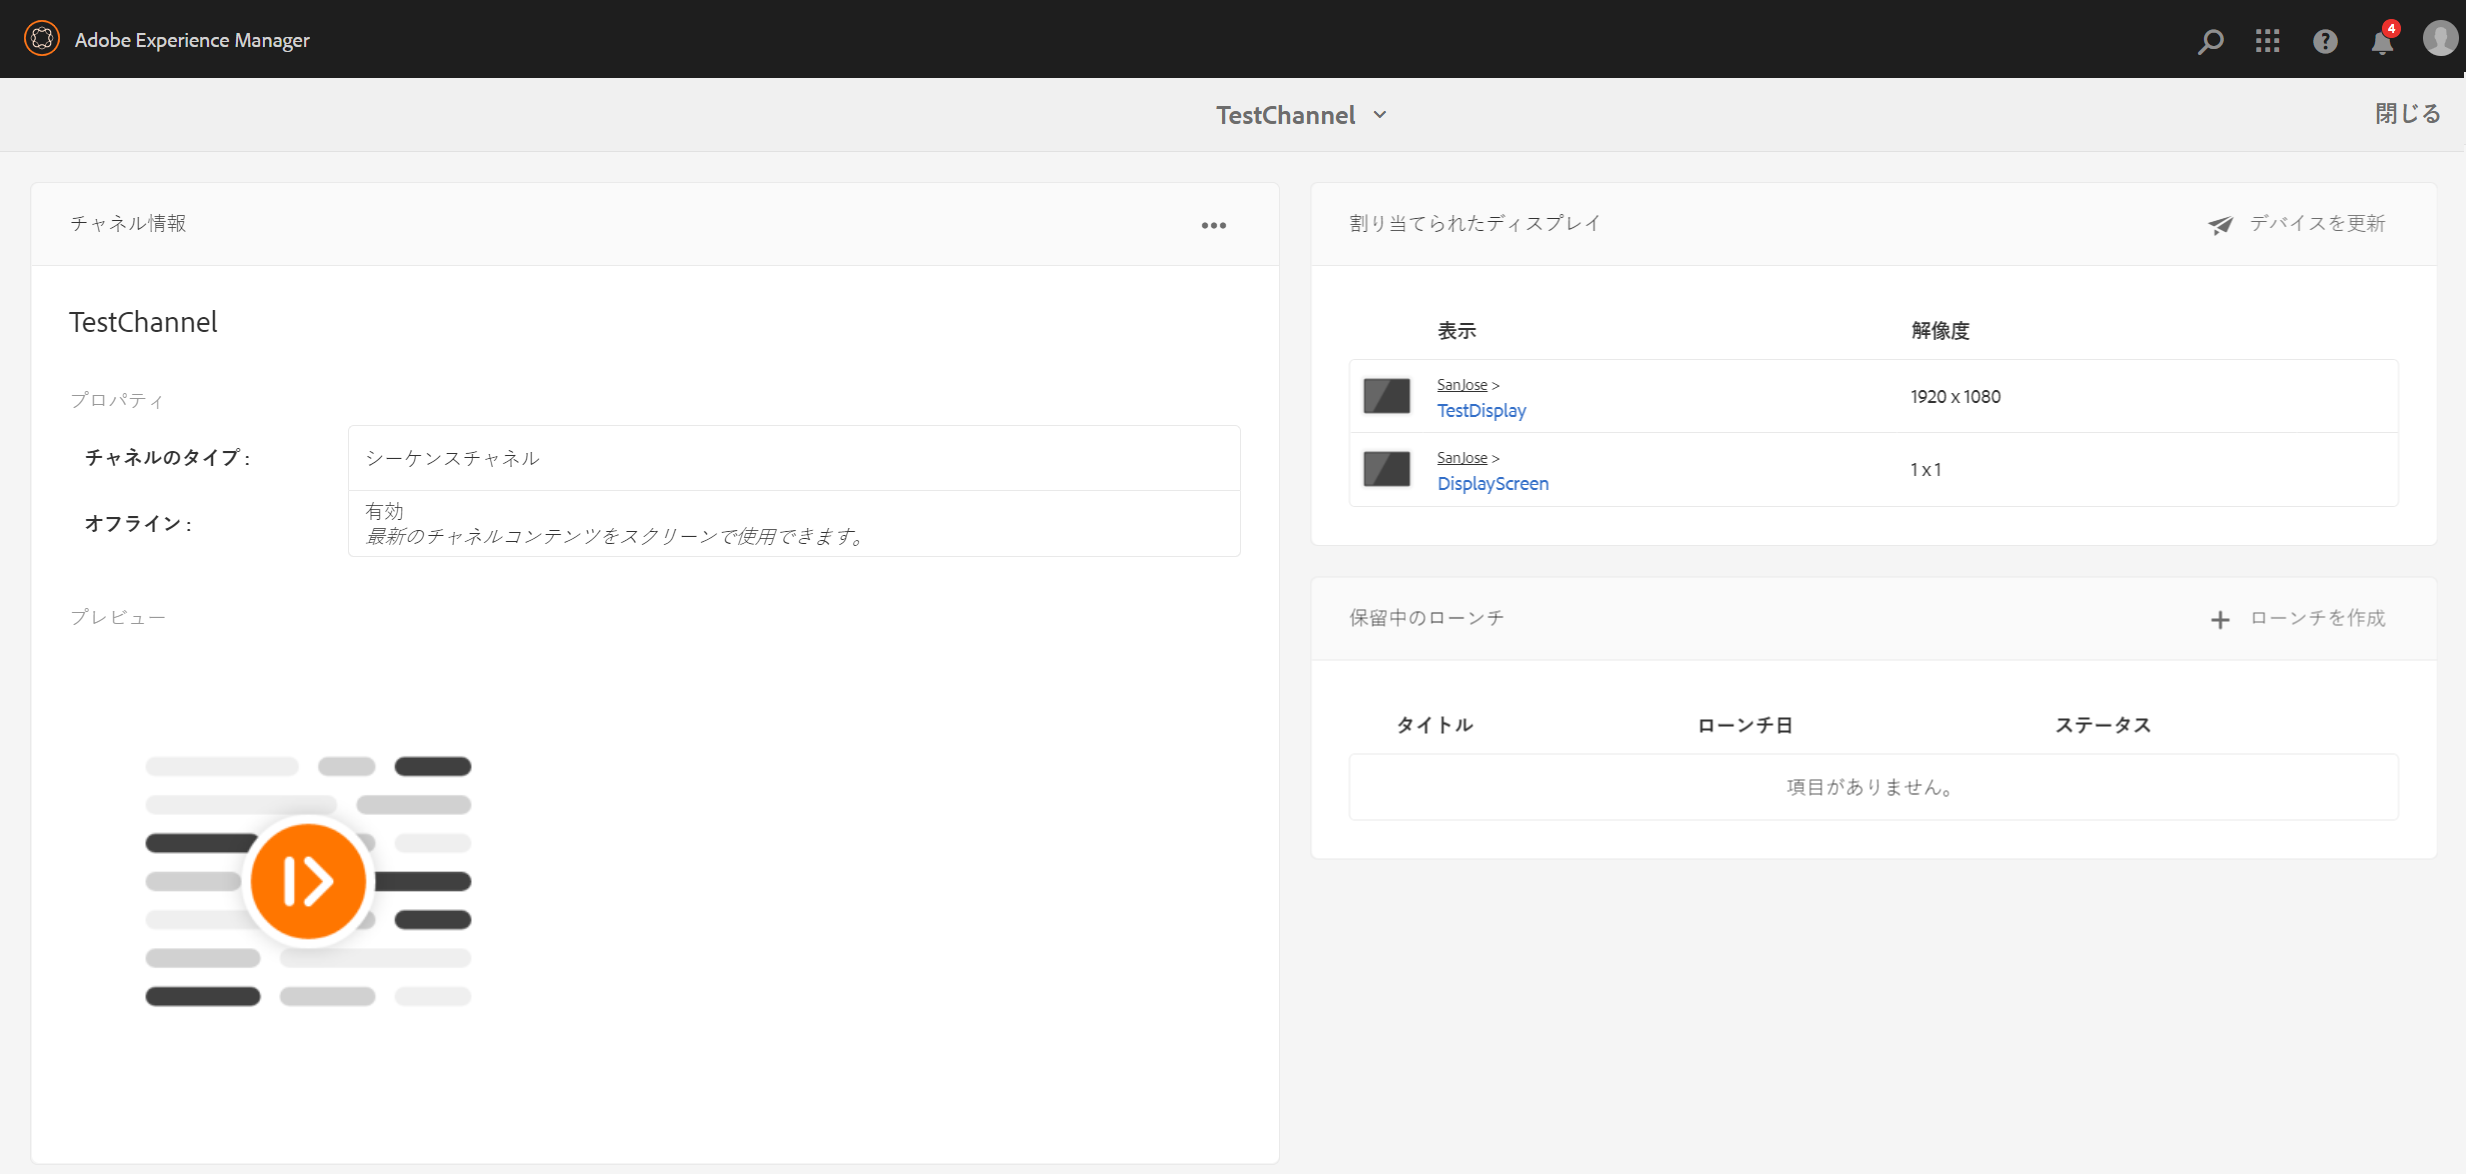 Adobe Experience Manager
4
TestChannel
閉じる
チャネル情報
TestChannel
プロパティ
チャネルのタイプ :
シーケンスチャネル
オフライン :
有効
最新のチャネルコンテンツをスクリーンで使用できます。
プレビュー
割り当てられたディスプレイ
デバイスを更新
表示 解像度
SanJose >
TestDisplay
1920 x 1080
SanJose >
DisplayScreen
1 x 1
保留中のローンチ
ローンチを作成
タイトル ローンチ日 ステータス
項目がありません。